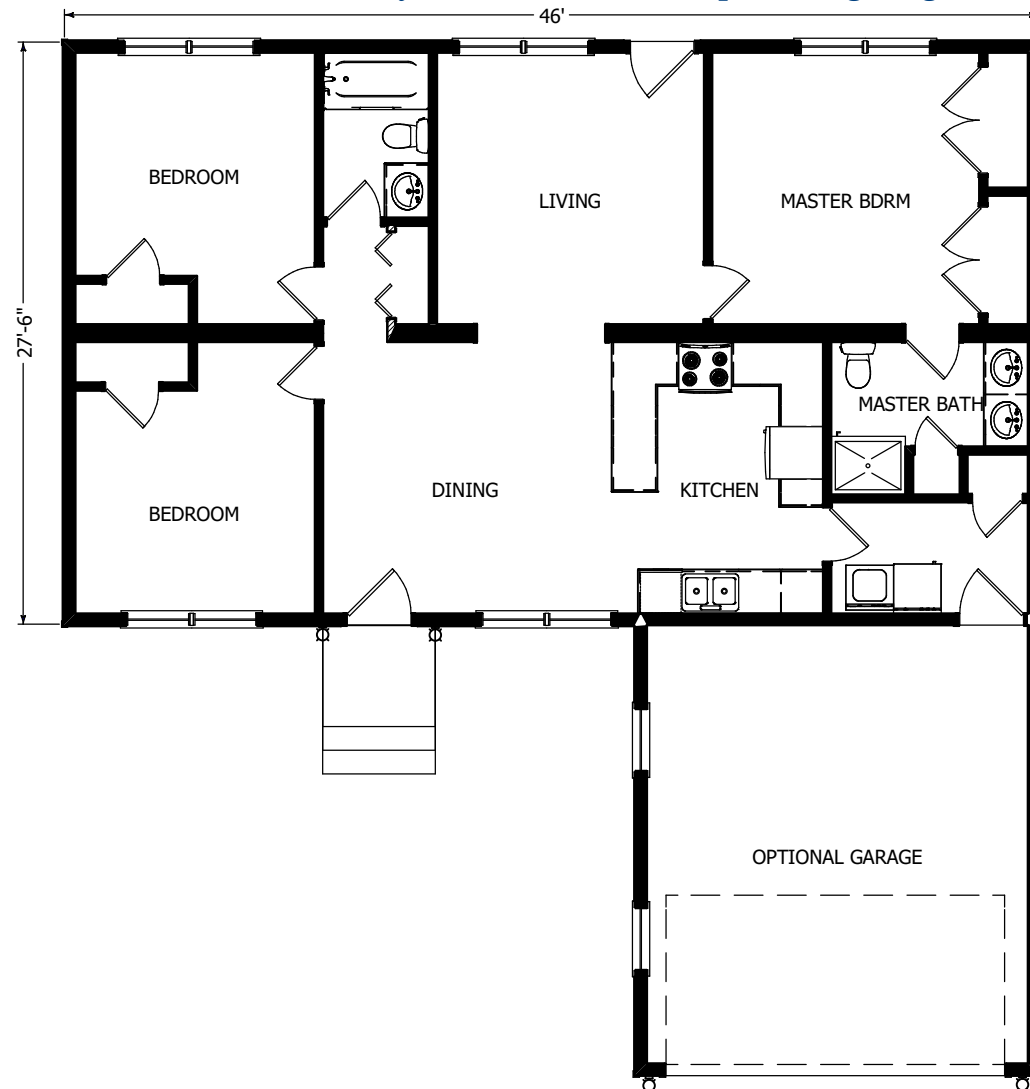 46'
27'-6"
BEDROOM
LIVING
MASTER BDRM
MASTER BATH
DINING
KITCHEN
BEDROOM
OPTIONAL GARAGE